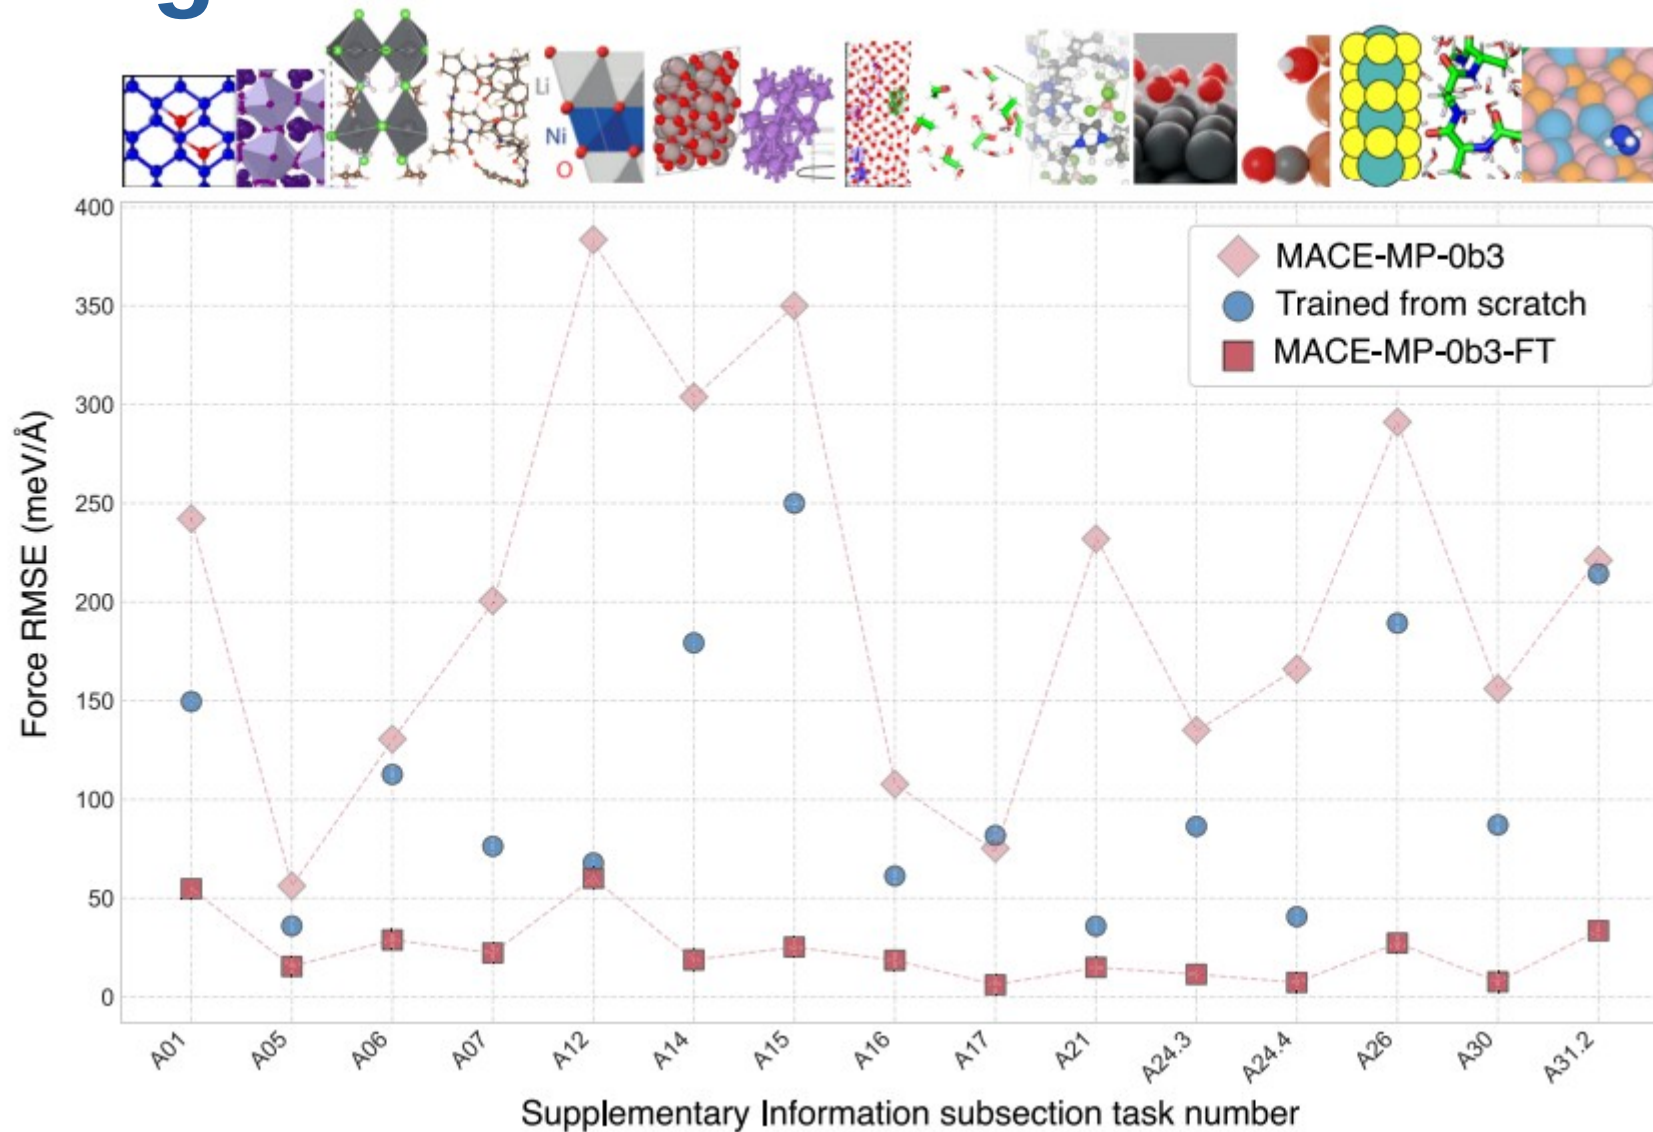 g
Li
Ni
O
400
350
300
250
200
150
100
50
0
Force RMSE (meV/Å)
MACE-MP-0b3
Trained from scratch
MACE-MP-0b3-FT
A01 A05 A06 A07 A12 A14 A15 A16 A17 A21 A24.3 A24.4 A26 A30 A31.2
Supplementary Information subsection task number